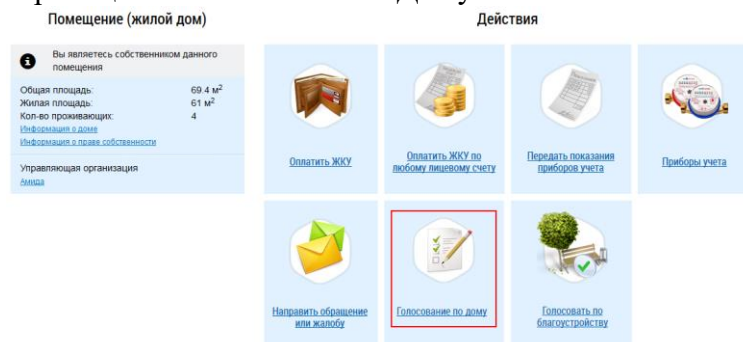 Помещение (жилой дом)
Действия
Вы являетесь собственником данного
помещения
Общая площадь: 69.4 м²
Жилая площадь: 61 м²
Кол-во проживающих: 4
Информация о доме
Информация о праве собственности
Управляющая организация
Амида
Оплатить ЖКУ
Оплатить ЖКУ по
любому лицевому счету
Передать показания
приборов учета
Приборы учета
Направить обращение
или жалобу
Голосование по дому
Голосовать по
благоустройству